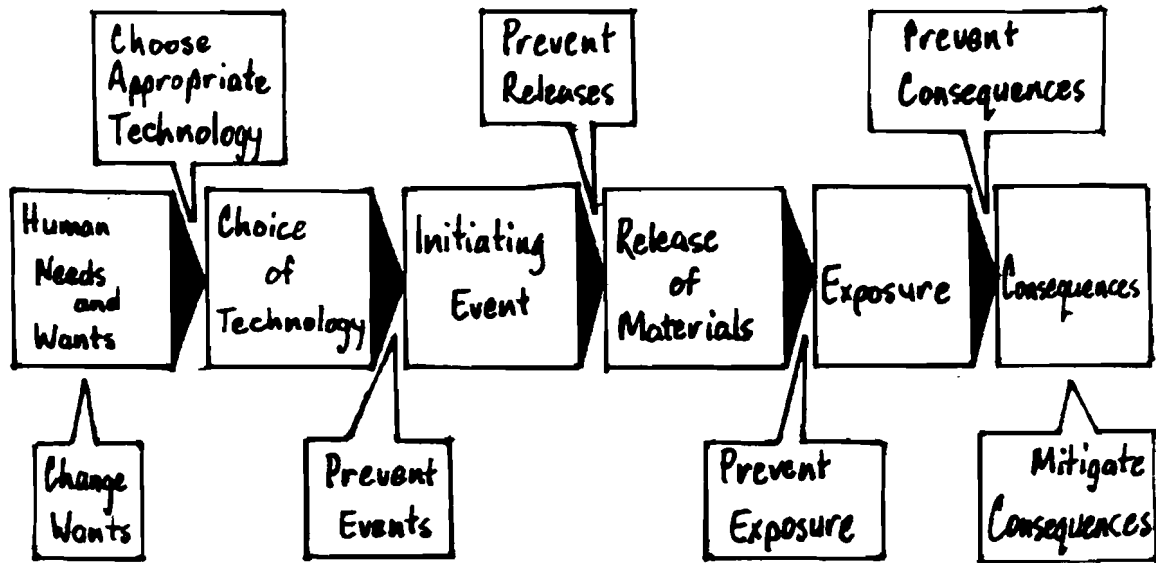 Choose
Appropriate
Technology
Prevent
Releases
Prevent
Consequences
Human
Needs
and
Wants
Choice
of
Technology
Initiating
Event
Release
of
Materials
Exposure
Consequences
Change
Wants
Prevent
Events
Prevent
Exposure
Mitigate
Consequences